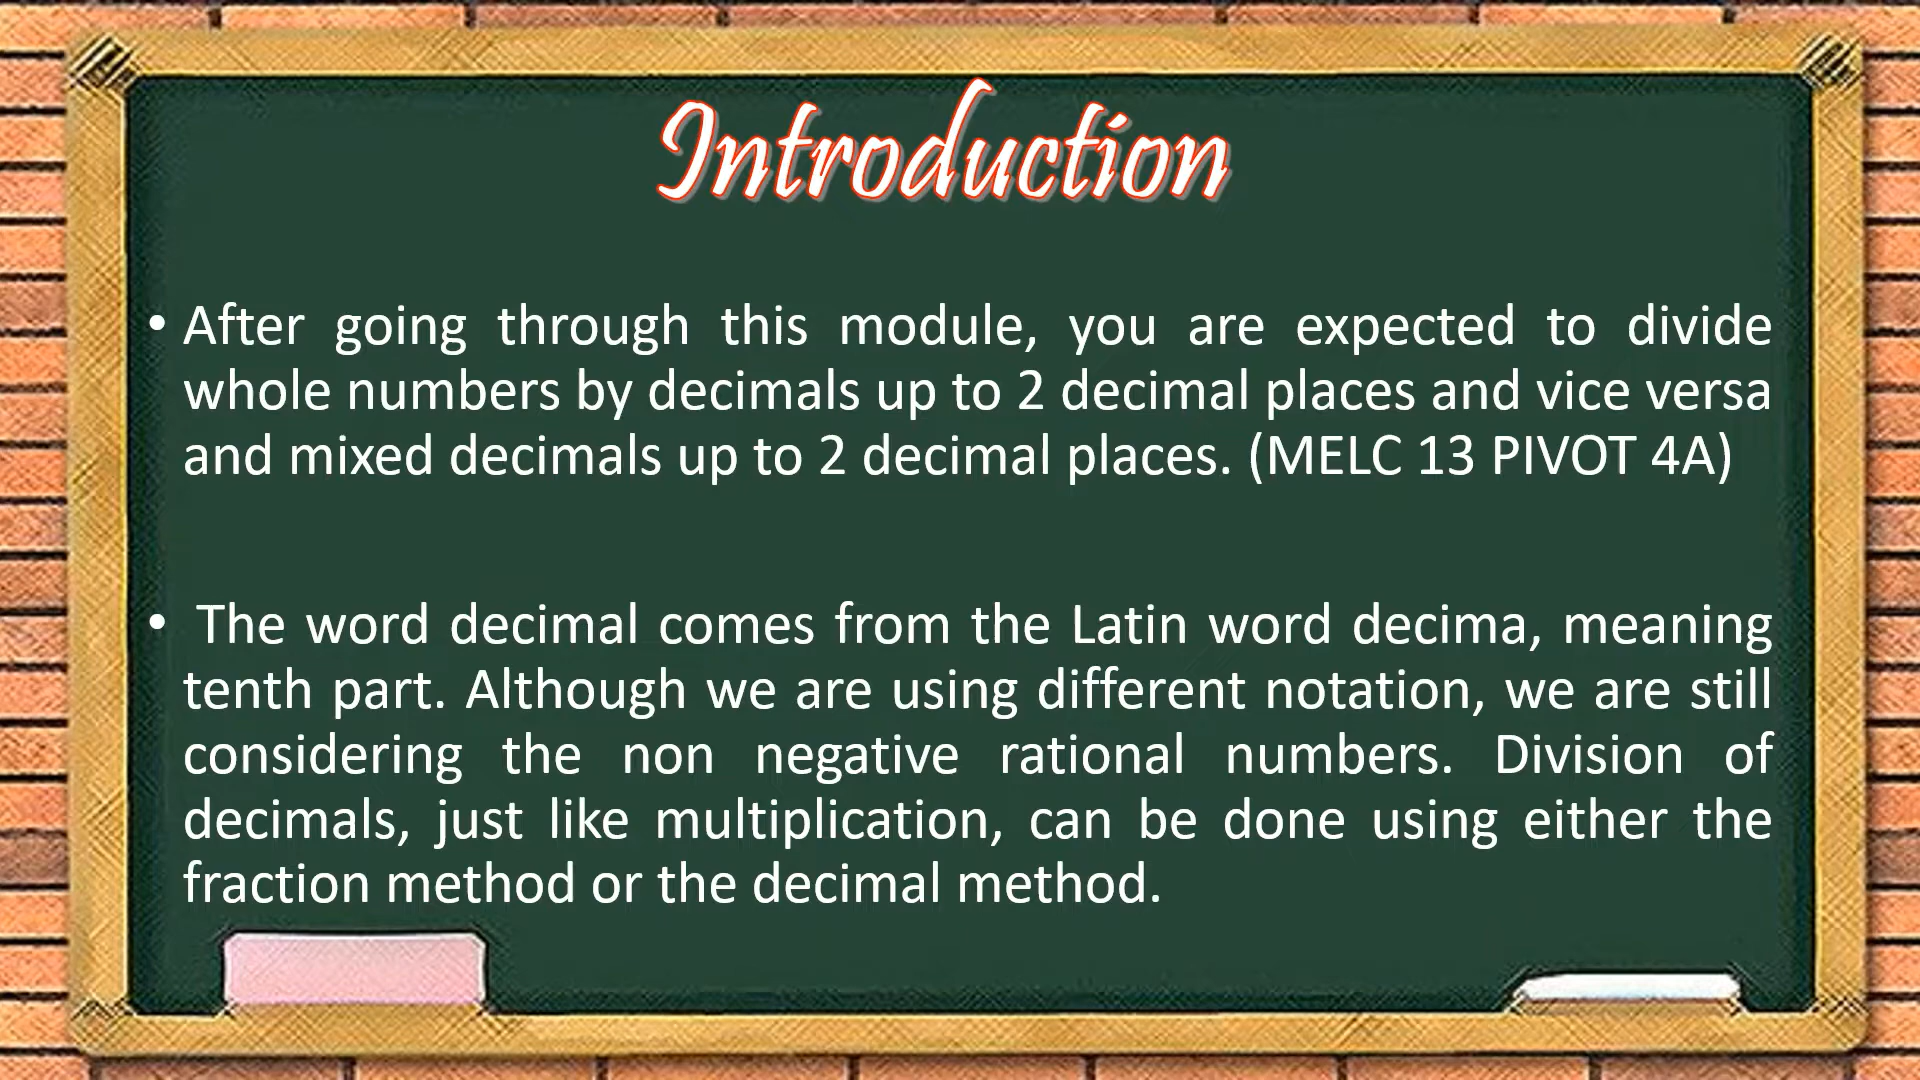 Introduction
• After going through this module, you are expected to divide
whole numbers by decimals up to 2 decimal places and vice versa
and mixed decimals up to 2 decimal places. (MELC 13 PIVOT 4A)
• The word decimal comes from the Latin word decima, meaning
tenth part. Although we are using different notation, we are still
considering the non negative rational numbers. Division of
decimals, just like multiplication, can be done using either the
fraction method or the decimal method.